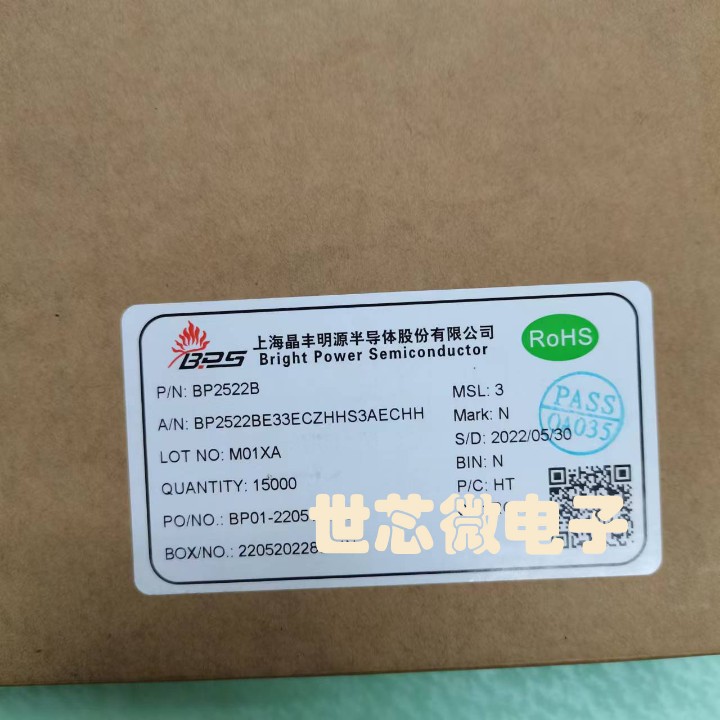 BPS
上海晶丰明源半导体股份有限公司
Bright Power Semiconductor
RoHS
P/N: BP2522B
A/N: BP2522BE33ECZHHS3AECHH
LOT NO: M01XA
QUANTITY: 15000
PO/NO.: BP01-2205
BOX/NO.: 220520228
MSL: 3
Mark: N
S/D: 2022/05/30
BIN: N
P/C: HT
PASS
QA035
世芯微电子